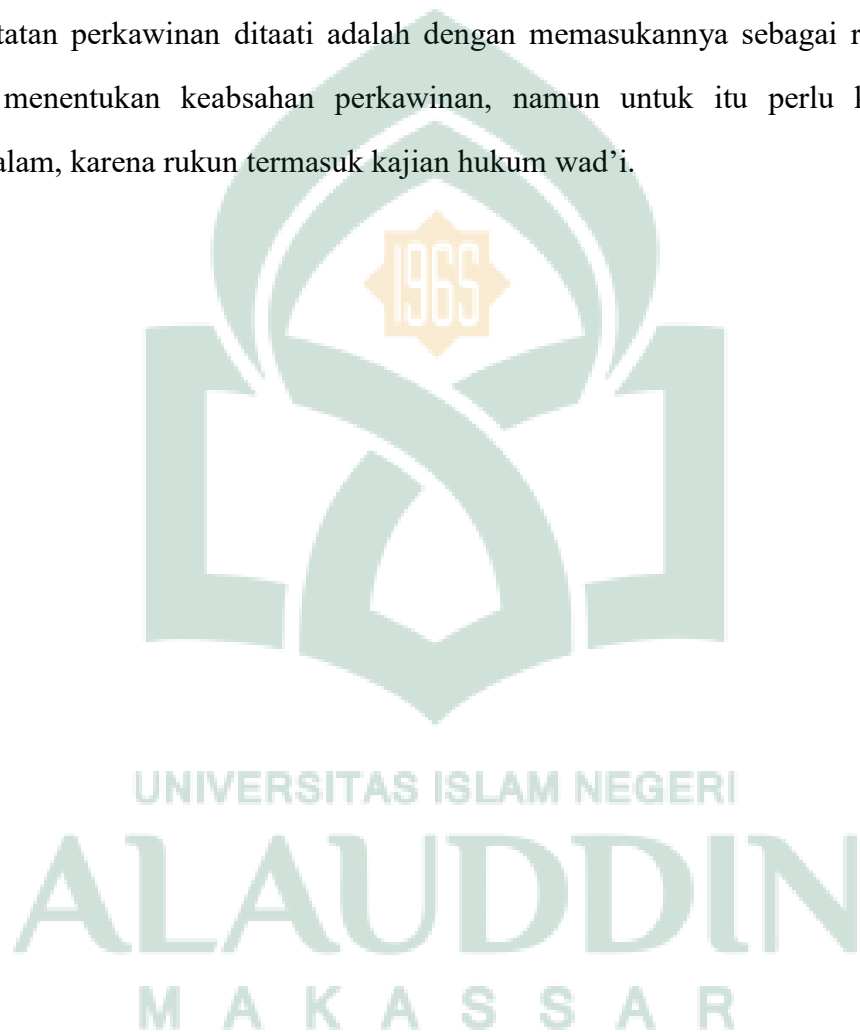 tatan perkawinan ditaati adalah dengan memasukannya sebagai
menentukan keabsahan perkawinan, namun untuk itu perlu
alam, karena rukun termasuk kajian hukum wad’i.
1965
UNIVERSITAS ISLAM NEGERI
ALAUDDIN
MAKASSAR